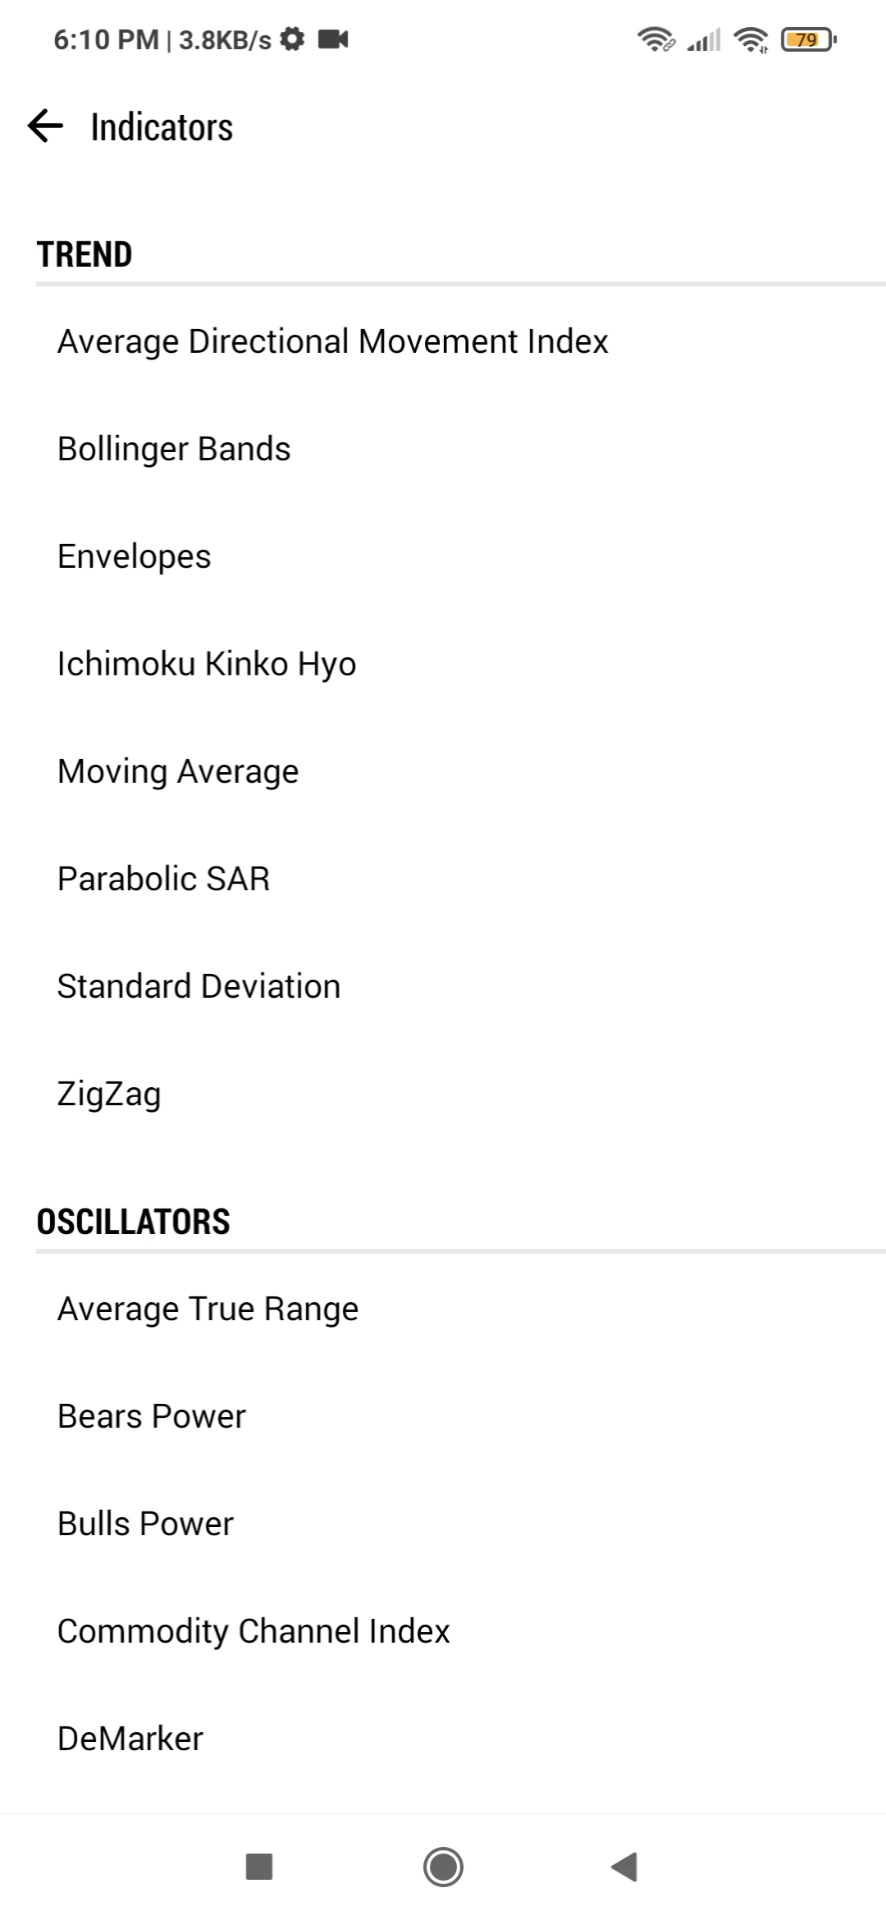 6:10 PM | 3.8KB/s 79
Indicators
TREND
Average Directional Movement Index
Bollinger Bands
Envelopes
Ichimoku Kinko Hyo
Moving Average
Parabolic SAR
Standard Deviation
ZigZag
OSCILLATORS
Average True Range
Bears Power
Bulls Power
Commodity Channel Index
DeMarker